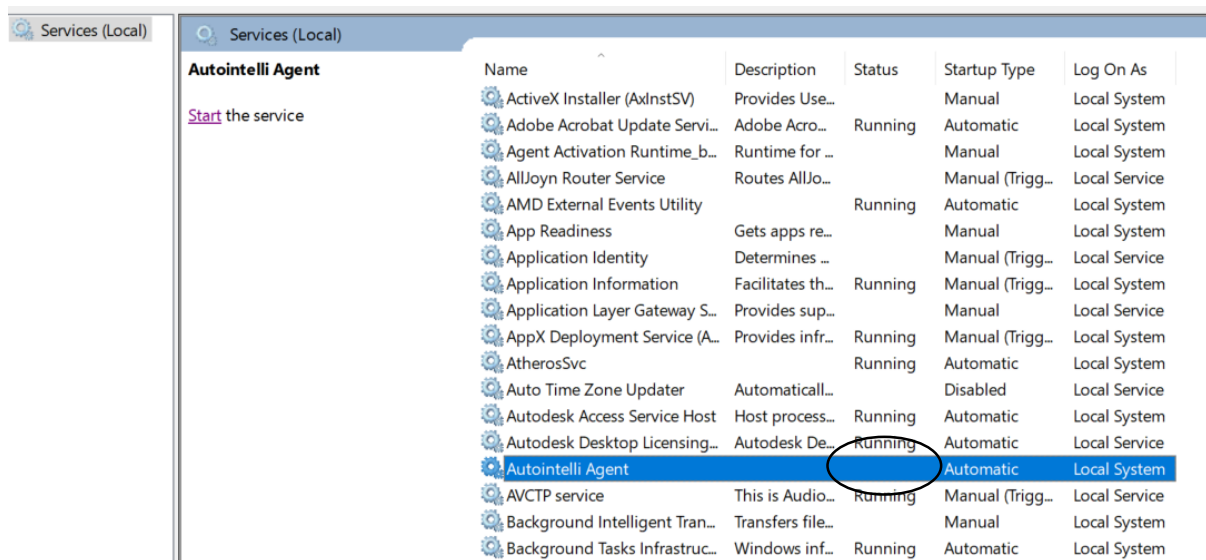 Services (Local)
Services (Local)
Autointelli Agent
Start the service
Name Description Status Startup Type Log On As
ActiveX Installer (AxInstSV) Provides Use... Manual Local System
Adobe Acrobat Update Servi... Adobe Acro... Running Automatic Local System
Agent Activation Runtime_b... Runtime for ... Manual Local System
AllJoyn Router Service Routes AllJo... Manual (Trigg... Local Service
AMD External Events Utility Running Automatic Local System
App Readiness Gets apps re... Manual Local System
Application Identity Determines ... Manual (Trigg... Local Service
Application Information Facilitates th... Running Manual (Trigg... Local System
Application Layer Gateway S... Provides sup... Manual Local Service
AppX Deployment Service (A... Provides infr... Running Manual (Trigg... Local System
AtherosSvc Running Automatic Local System
Auto Time Zone Updater Automaticall... Disabled Local Service
Autodesk Access Service Host Host process... Running Automatic Local System
Autodesk Desktop Licensing... Autodesk De... Running Automatic Local Service
Autointelli Agent Automatic Local System
AVCTP service This is Audio... Running Manual (Trigg... Local Service
Background Intelligent Tran... Transfers file... Manual Local System
Background Tasks Infrastruc... Windows inf... Running Automatic Local System